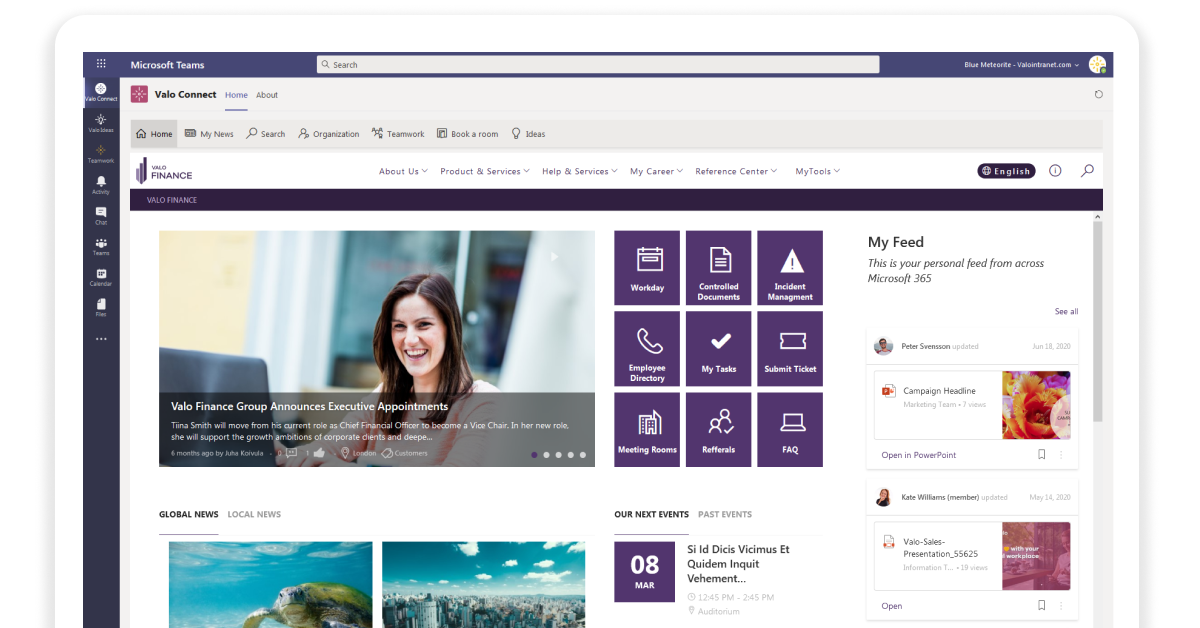 Microsoft Teams
Search
Blue Meteorite - Valointranet.com
Valo Connect
Valo Connect
Home
About
Valo Ideas
Teamwork
Activity
Chat
Teams
Calendar
Files
Home
My News
Search
Organization
Teamwork
Book a room
Ideas
VALO
FINANCE
About Us
Product & Services
Help & Services
My Career
Reference Center
MyTools
English
VALO FINANCE
Valo Finance Group Announces Executive Appointments
Tiina Smith will move from his current role as Chief Financial Officer to become a Vice Chair. In her new role,
she will support the growth ambitions of corporate clients and deepe...
6 months ago by Juha Koivula - 0 1 - London Customers
Workday
Controlled
Documents
Incident
Managment
Employee
Directory
My Tasks
Submit Ticket
Meeting Rooms
Refferals
FAQ
My Feed
This is your personal feed from across
Microsoft 365
See all
Peter Svensson updated
Jun 18, 2020
Campaign Headline
Marketing Team • 7 views
Open in PowerPoint
Kate Williams (member) updated
May 14, 2020
Valo-Sales-
Presentation_55625
Information T... • 19 views
with your
workplace
Open
GLOBAL NEWS
LOCAL NEWS
OUR NEXT EVENTS
PAST EVENTS
08
MAR
Si Id Dicis Vicimus Et
Quidem Inquit
Vehement...
12:45 PM - 2:45 PM
Auditorium